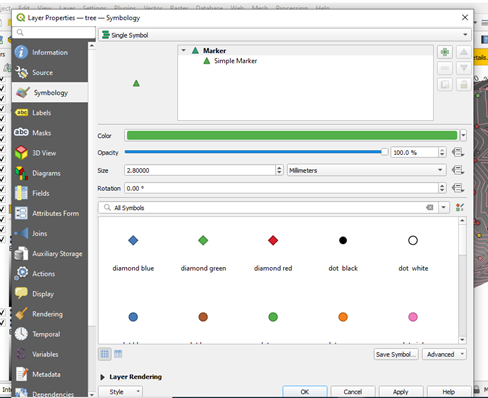 Layer Properties — tree — Symbology
Information
Source
Symbology
Labels
Masks
3D View
Diagrams
Fields
Attributes Form
Joins
Auxiliary Storage
Actions
Display
Rendering
Temporal
Variables
Metadata
Dependencies
Single Symbol
Marker
Simple Marker
Color
Opacity
100.0 %
Size
2.80000
Millimeters
Rotation
0.00 °
All Symbols
diamond blue
diamond green
diamond red
dot black
dot white
Save Symbol...
Advanced
Layer Rendering
Style
OK
Cancel
Apply
Help